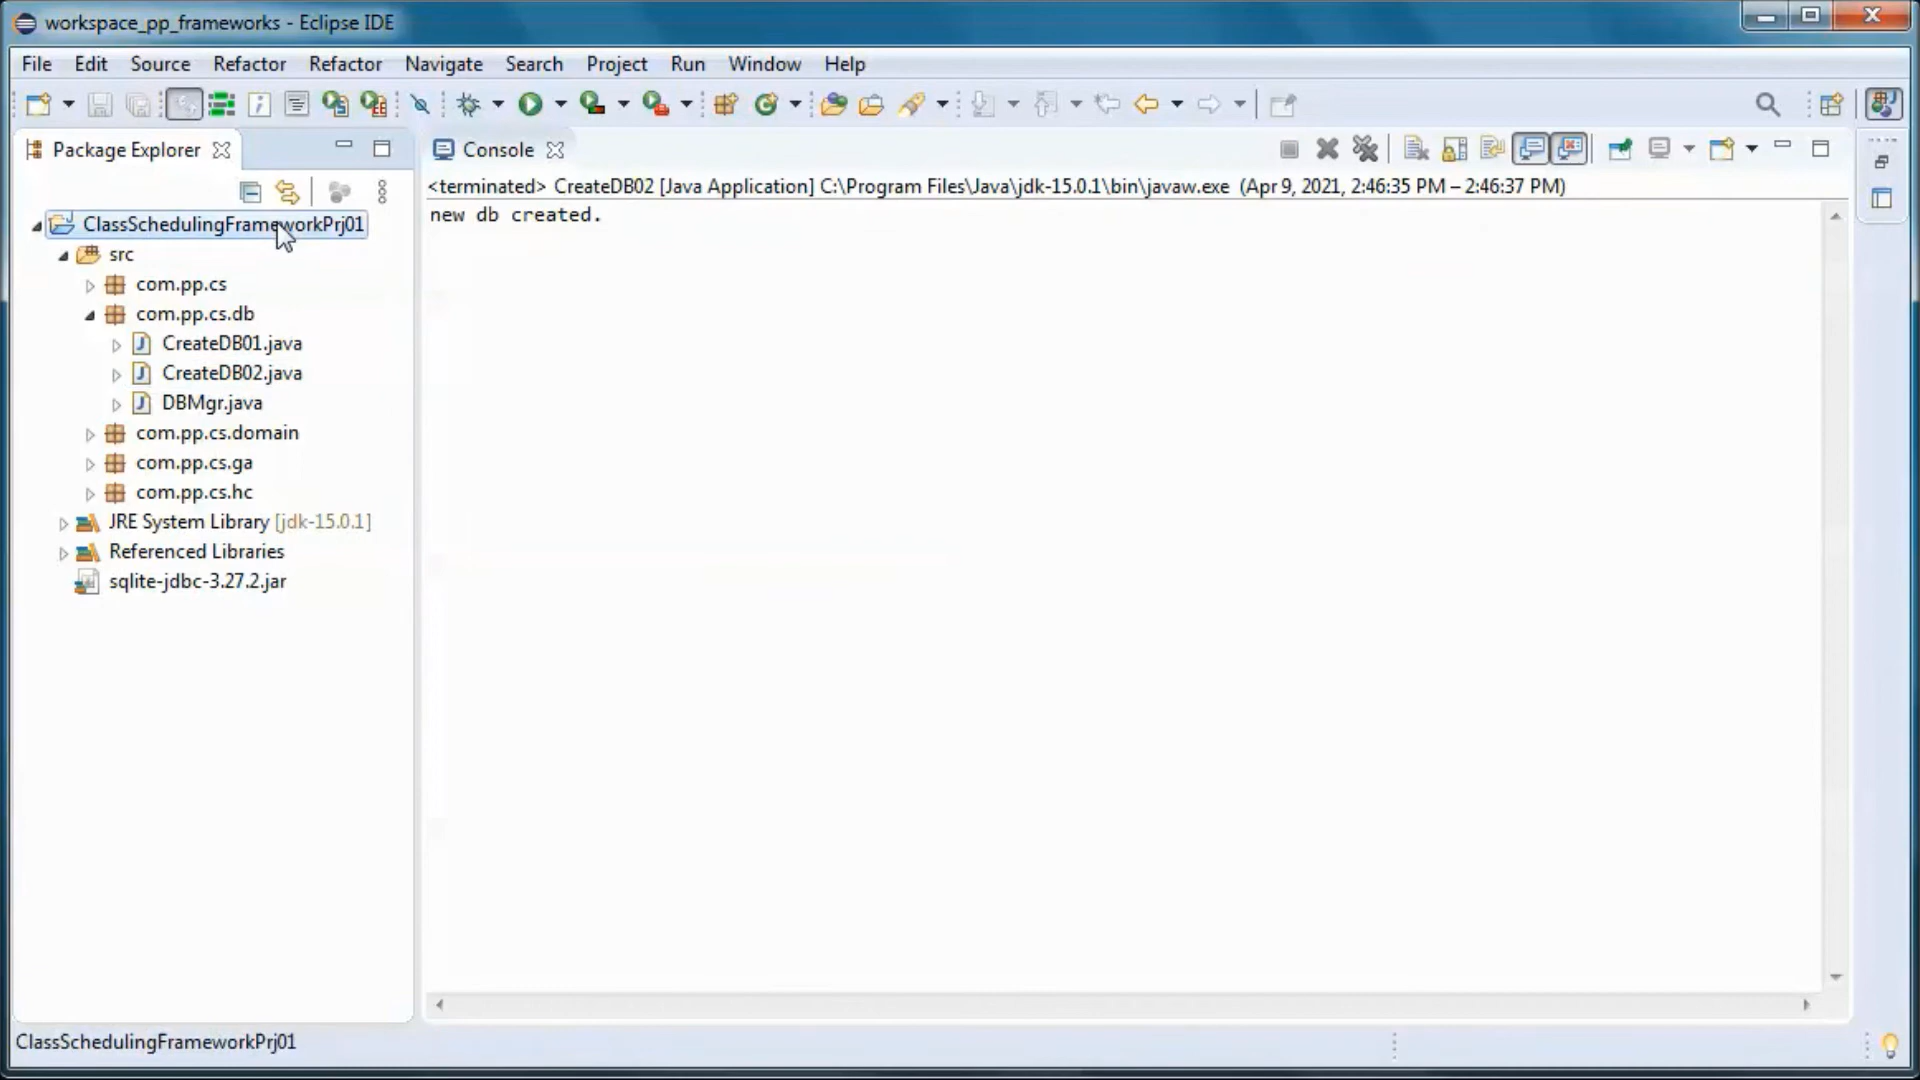 workspace_pp_frameworks - Eclipse IDE
File Edit Source Refactor Refactor Navigate Search Project Run Window Help
Package Explorer
Console
<terminated> CreateDB02 [Java Application] C:\Program Files\Java\jdk-15.0.1\bin\javaw.exe (Apr 9, 2021, 2:46:35 PM – 2:46:37 PM)
new db created.
ClassSchedulingFrameworkPrj01
src
com.pp.cs
com.pp.cs.db
CreateDB01.java
CreateDB02.java
DBMgr.java
com.pp.cs.domain
com.pp.cs.ga
com.pp.cs.hc
JRE System Library [jdk-15.0.1]
Referenced Libraries
sqlite-jdbc-3.27.2.jar
ClassSchedulingFrameworkPrj01